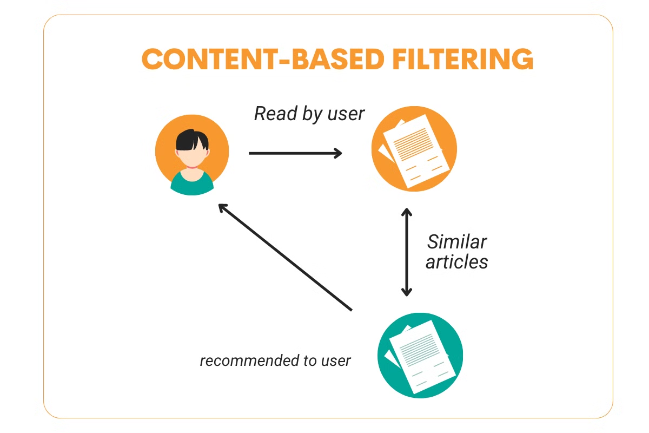 CONTENT-BASED FILTERING
Read by user
Similar
articles
recommended to user